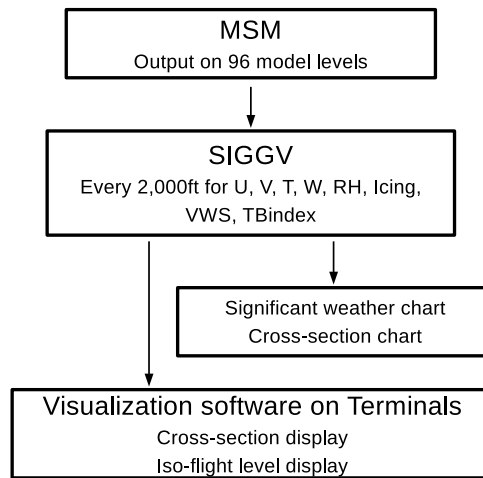 MSM
Output on 96 model levels
SIGGV
Every 2,000ft for U, V, T, W, RH, Icing,
VWS, TBindex
Significant weather chart
Cross-section chart
Visualization software on Terminals
Cross-section display
Iso-flight level display